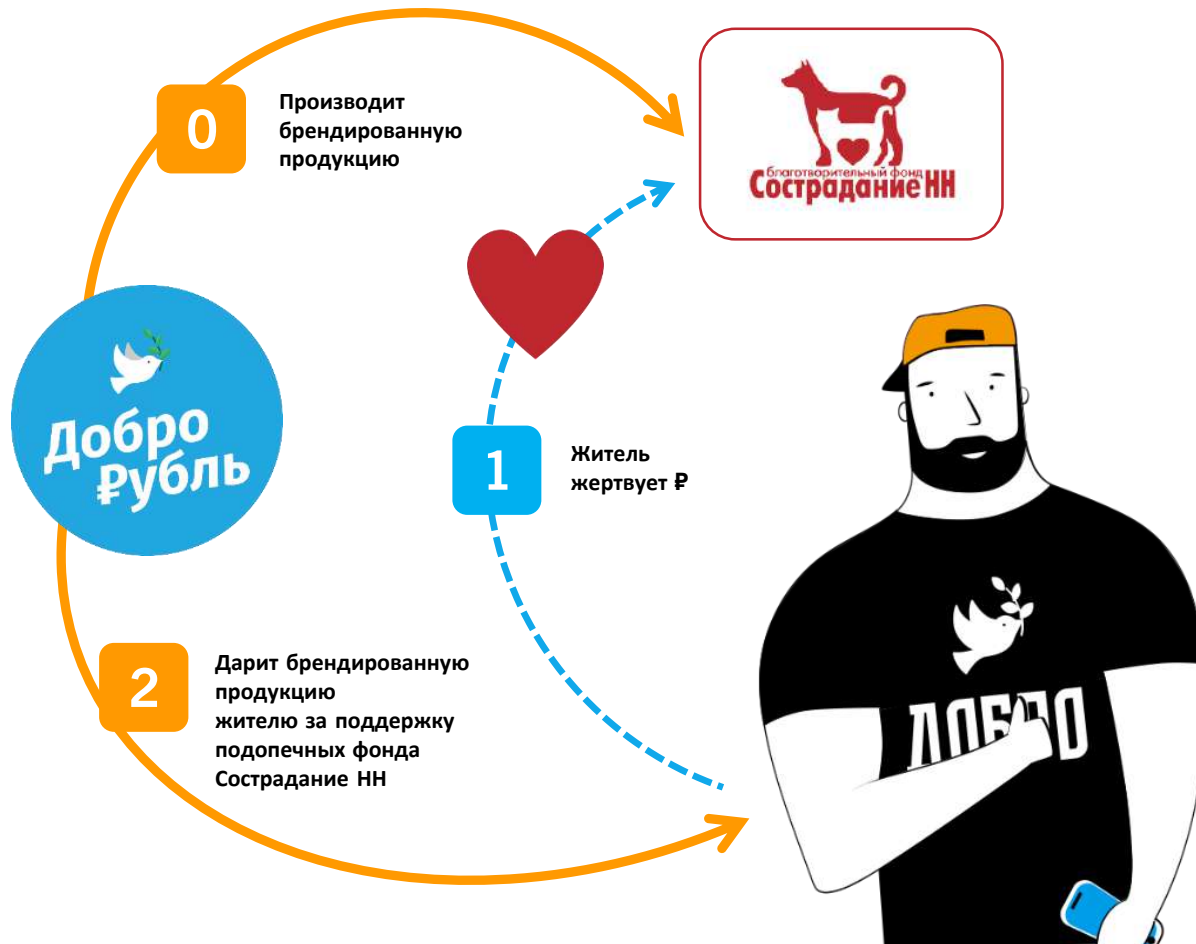 0
Производит
брендированную
продукцию
благотворительный фонд
Сострадание НН
Добро
₽убль
1
Житель
жертвует ₽
2
Дарит брендированную
продукцию
жителю за поддержку
подопечных фонда
Сострадание НН
ДОБРО